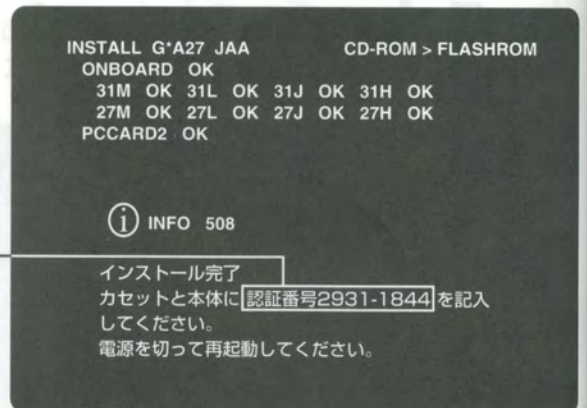 INSTALL G*A27 JAA CD-ROM > FLASHROM
ONBOARD OK
31M OK 31L OK 31J OK 31H OK
27M OK 27L OK 27J OK 27H OK
PCCARD2 OK
i INFO 508
インストール完了
カセットと本体に認証番号2931-1844を記入
してください。
電源を切って再起動してください。